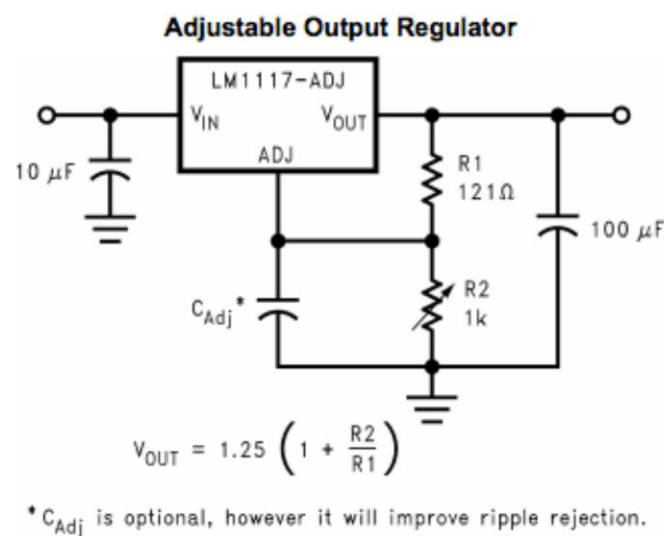 Adjustable Output Regulator
LM1117-ADJ
VIN
VOUT
ADJ
10 μF
R1
121Ω
100 μF
CAdj*
R2
1k
VOUT = 1.25 (1 + R2/R1)
*CAdj is optional, however it will improve ripple rejection.